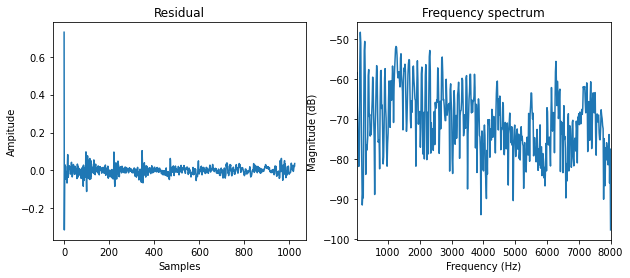 Residual
Ampitude
0.6
0.4
0.2
0.0
−0.2
0 200 400 600 800 1000
Samples
Frequency spectrum
Magnitude (dB)
−50
−60
−70
−80
−90
−100
1000 2000 3000 4000 5000 6000 7000 8000
Frequency (Hz)